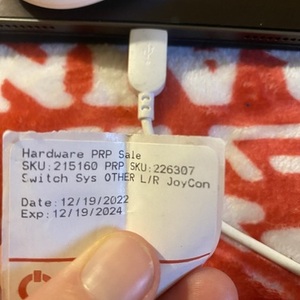 Hardware PRP Sale
SKU:215160 PRP SKU:226307
Switch Sys OTHER L/R JoyCon
Date:12/19/2022
Exp:12/19/2024